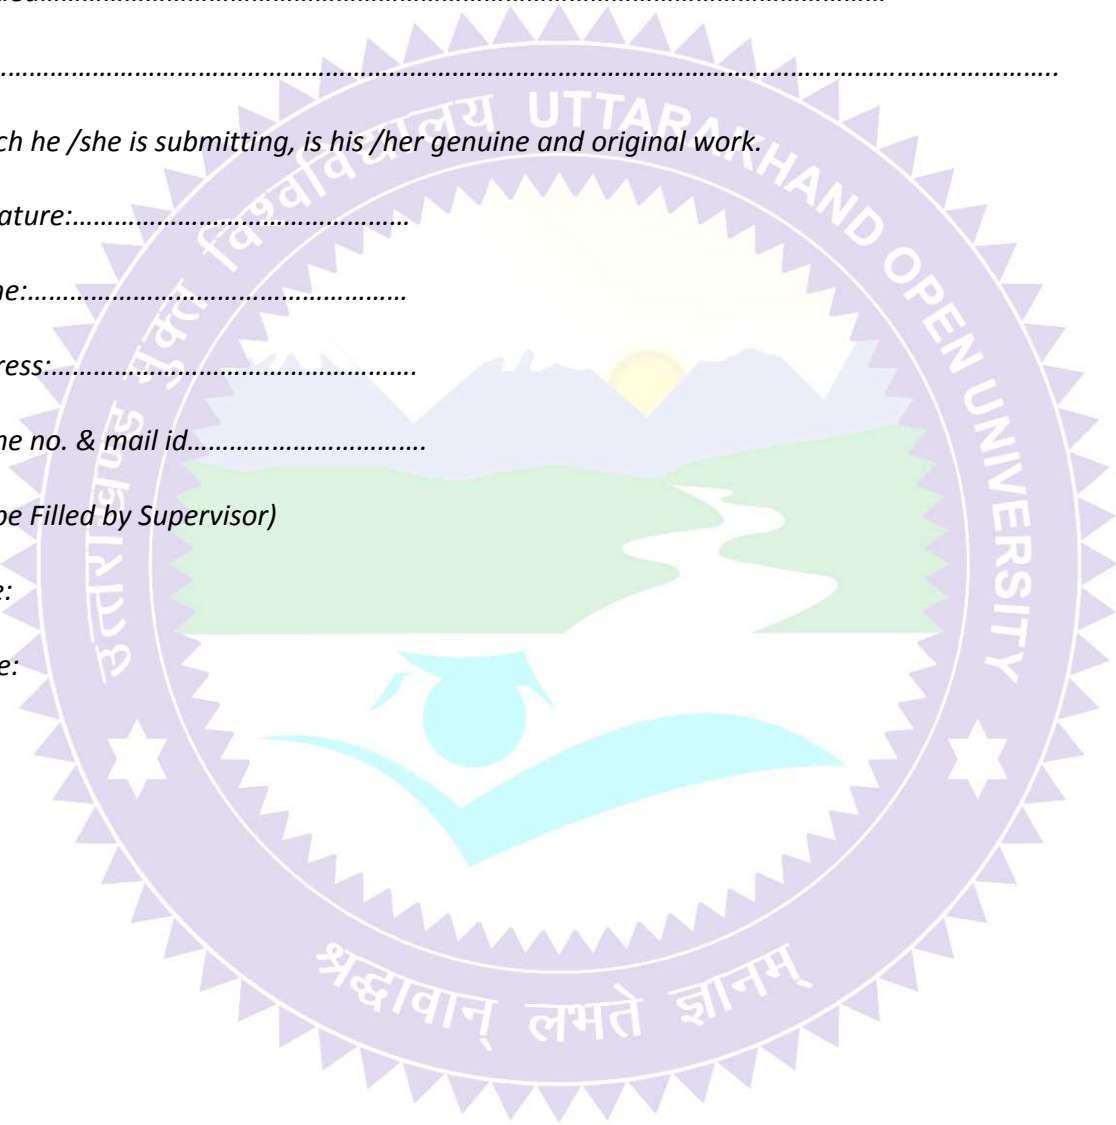 ……………………………………………………………………………………………………………
……………………………………………………………………………………………………………………………………..
ch he /she is submitting, is his /her genuine and original work.
ature:…………………………………………
ne:………………………………………………
ress:…………………………………………….
ne no. & mail id…………………………….
be Filled by Supervisor)
e:
e:
उत्तराखण्ड मुक्त विश्वविद्यालय UTTARAKHAND OPEN UNIVERSITY
श्रद्धावान् लभते ज्ञानम्